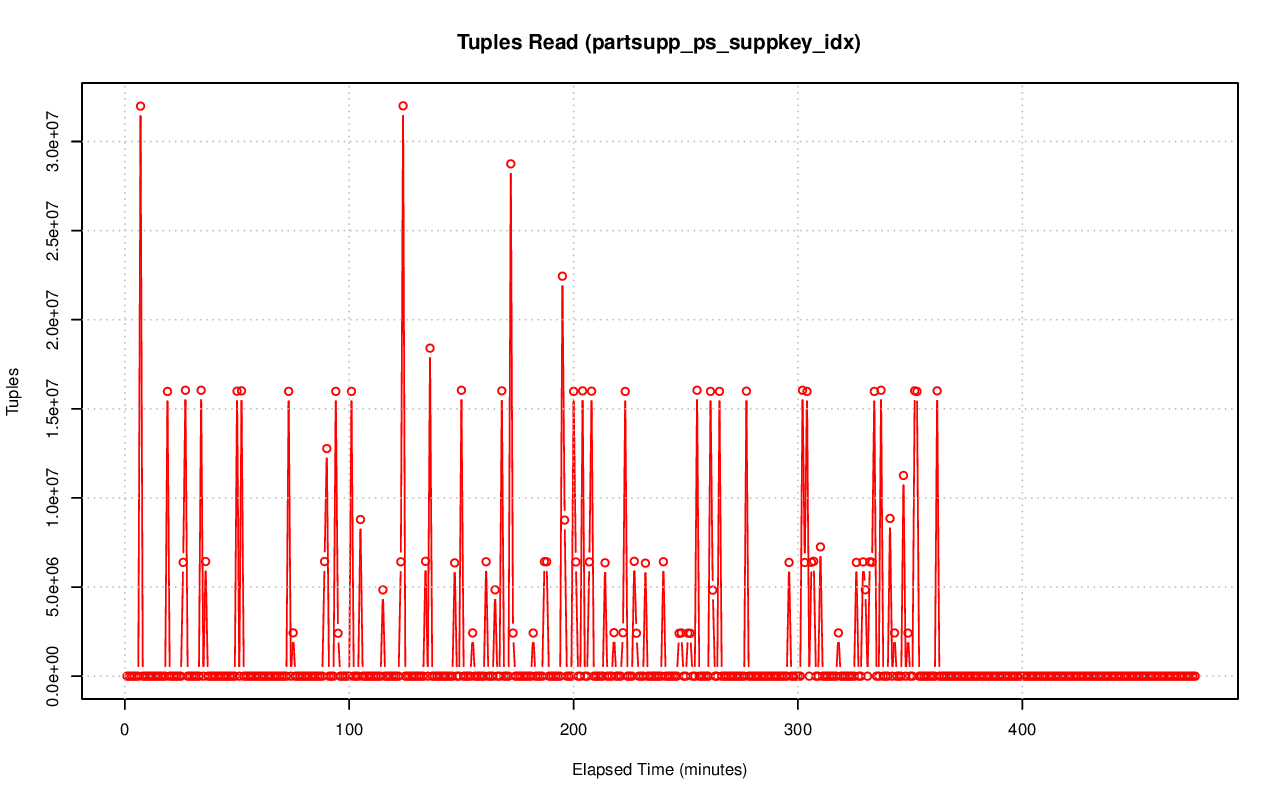 Tuples Read (partsupp_ps_suppkey_idx)
Tuples
3.0e+07
2.5e+07
2.0e+07
1.5e+07
1.0e+07
5.0e+06
0.0e+00
0 100 200 300 400
Elapsed Time (minutes)